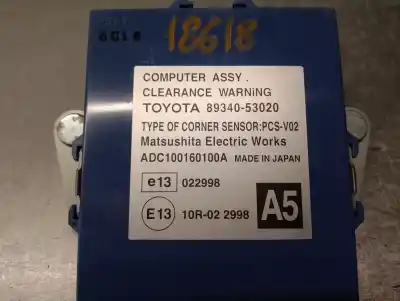 18618
COMPUTER ASSY.
CLEARANCE WARNING
TOYOTA 89340-53020
TYPE OF CORNER SENSOR:PCS-V02
Matsushita Electric Works
ADC100160100A MADE IN JAPAN
e13 022998
E13 10R-02 2998
A5